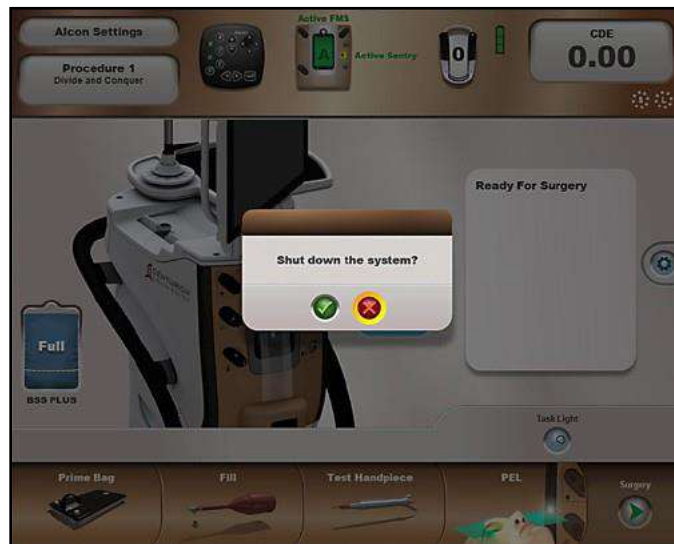 Alcon Settings
Procedure 1
Divide and Conquer
Active FMS
A
Active Sentry
0
CDE
0.00
Ready For Surgery
Shut down the system?
CENTURION
Full
BSS PLUS
Task Light
Prime Bag
Fill
Test Handpiece
PEL
Surgery